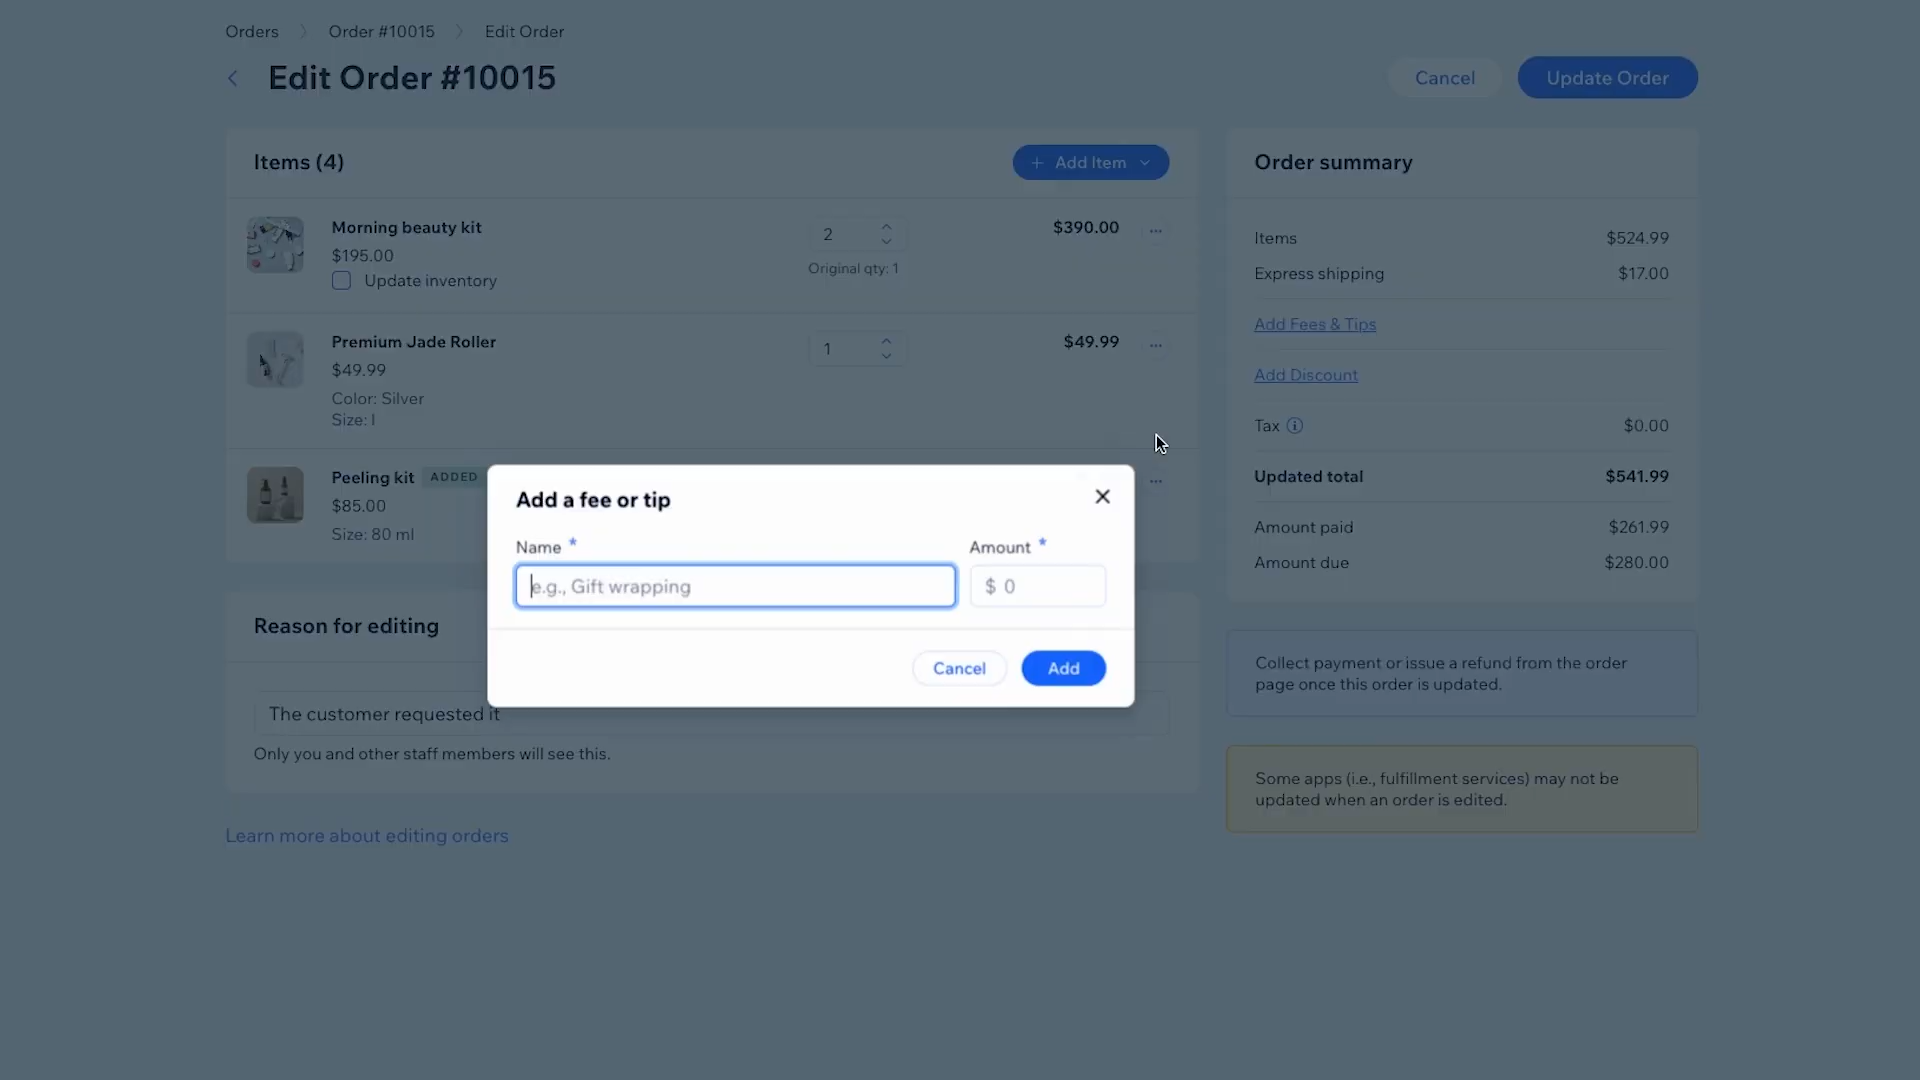 Orders
Order #10015
Edit Order
Edit Order #10015
Cancel
Update Order
Items (4)
+ Add Item
Morning beauty kit
$195.00
Update inventory
2
Original qty: 1
$390.00
...
Premium Jade Roller
$49.99
Color: Silver
Size: l
1
$49.99
...
Peeling kit
ADDED
$85.00
Size: 80 ml
...
Add a fee or tip
Name *
e.g., Gift wrapping
Amount *
$ 0
Cancel
Add
Reason for editing
The customer requested it
Only you and other staff members will see this.
Learn more about editing orders
Order summary
Items $524.99
Express shipping $17.00
Add Fees & Tips
Add Discount
Tax $0.00
Updated total $541.99
Amount paid $261.99
Amount due $280.00
Collect payment or issue a refund from the order
page once this order is updated.
Some apps (i.e., fulfillment services) may not be
updated when an order is edited.